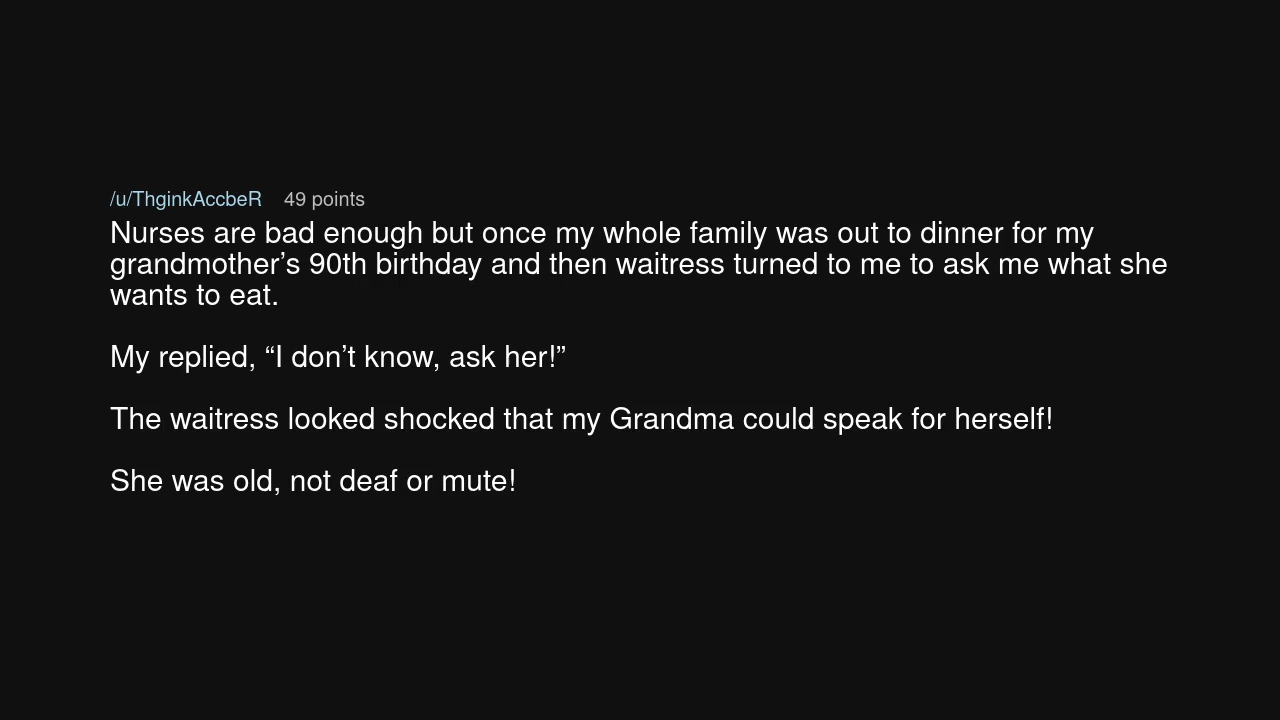 /u/ThginkAccbeR 49 points
Nurses are bad enough but once my whole family was out to dinner for my
grandmother’s 90th birthday and then waitress turned to me to ask me what she
wants to eat.
My replied, “I don’t know, ask her!”
The waitress looked shocked that my Grandma could speak for herself!
She was old, not deaf or mute!